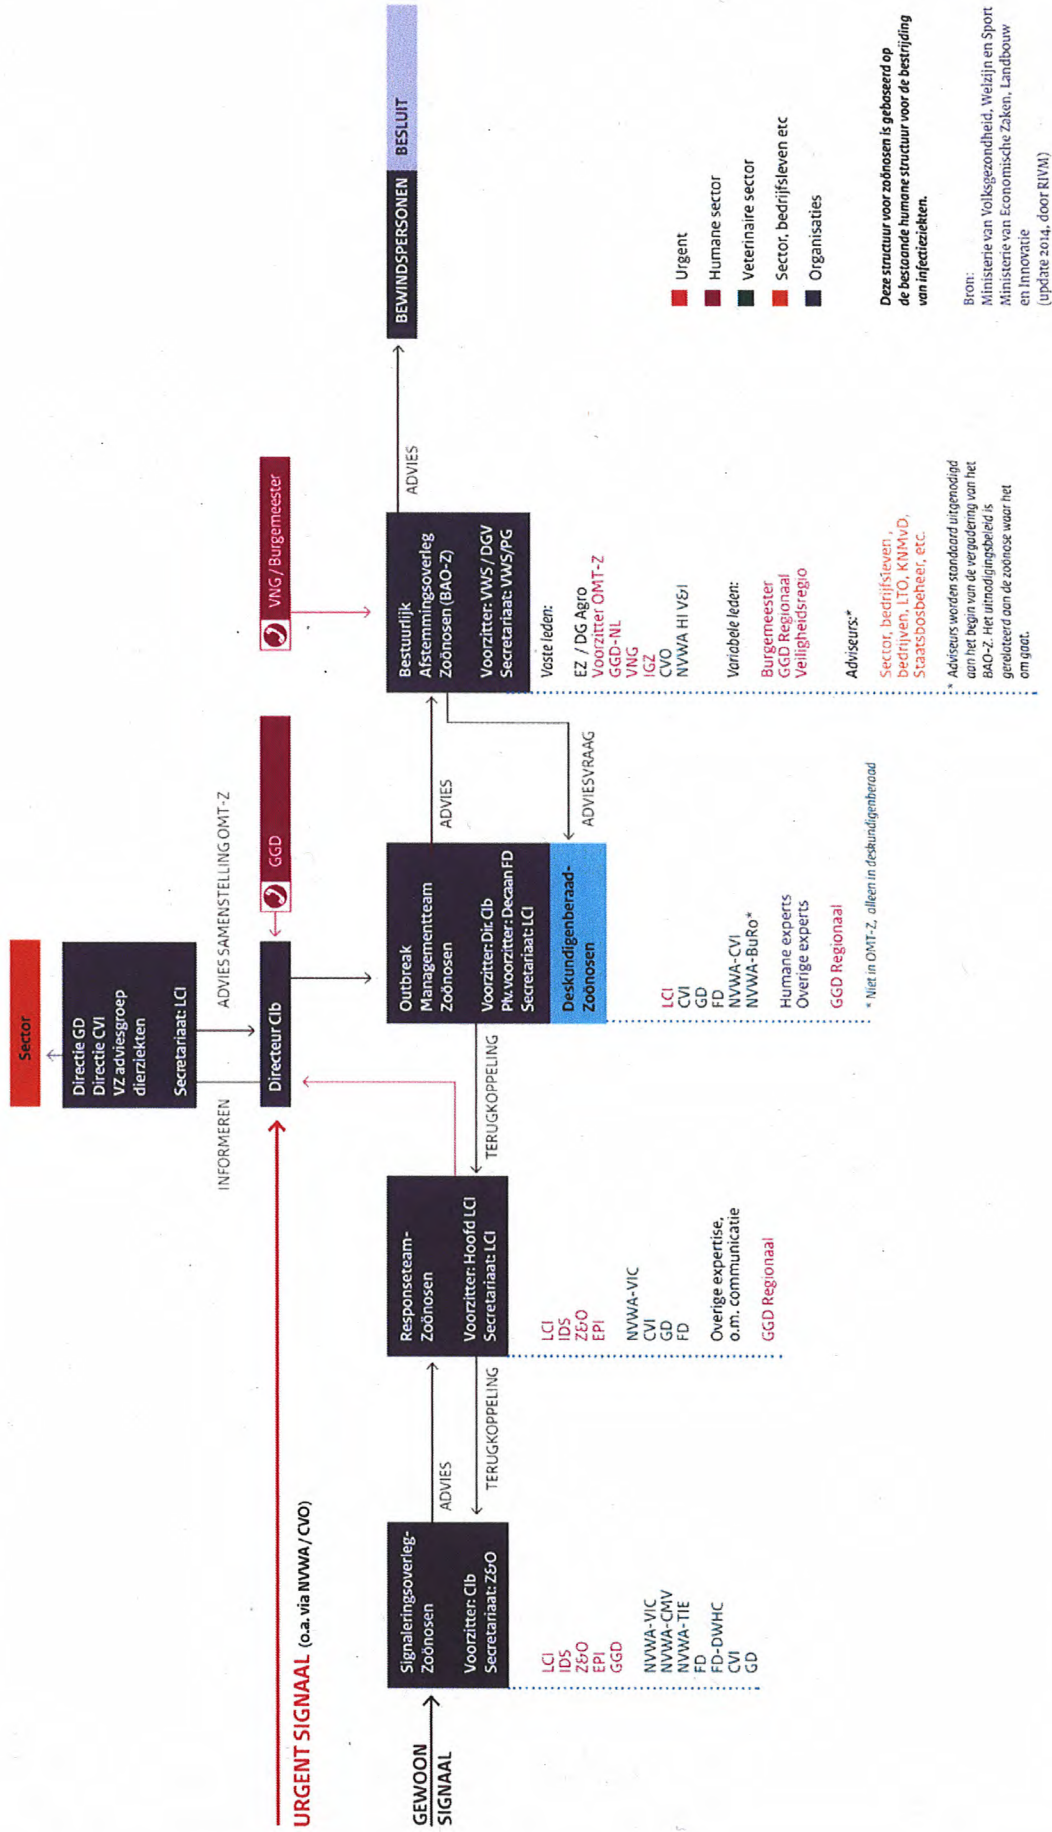 Sector
Directie GD
Directie CVI
VZ adviesgroep
dierziekten
Secretariaat: LCI
INFORMEREN
ADVIES SAMENSTELLING OMT-Z
URGENT SIGNAAL (o.a. via NVWA / CVO)
Directeur CIb
GGD
VNG / Burgemeester
GEWOON
SIGNAAL
Signaleringsoverleg-
Zoönosen
Voorzitter: CIb
Secretariaat: Z&O
LCI
IDS
Z&O
EPI
GGD
NVWA-VIC
NVWA-CMV
NVWA-TIE
FD
FD-DWHC
CVI
GD
ADVIES
TERUGKOPPELING
Responseteam-
Zoönosen
Voorzitter: Hoofd LCI
Secretariaat: LCI
LCI
IDS
Z&O
EPI
NVWA-VIC
CVI
GD
FD
Overige expertise,
o.m. communicatie
GGD Regionaal
TERUGKOPPELING
Outbreak
Managementteam
Zoönosen
Voorzitter: Dir. CIb
Plv. voorzitter: Decaan FD
Secretariaat: LCI
Deskundigenberaad-
Zoönosen
LCI
CVI
GD
FD
NVWA-CVI
NVWA-BuRo*
Humane experts
Overige experts
GGD Regionaal
* Niet in OMT-Z, alleen in deskundigenberaad
ADVIES
ADVIESVRAAG
Bestuurlijk
Afstemmingsoverleg
Zoönosen (BAO-Z)
Voorzitter: VWS / DGV
Secretariaat: VWS/PG
Vaste leden:
EZ / DG Agro
Voorzitter OMT-Z
GGD-NL
VNG
IGZ
CVO
NVWA HI V&I
Variabele leden:
Burgemeester
GGD Regionaal
Veiligheidsregio
Adviseurs:*
Sector, bedrijfsleven,
bedrijven, LTO, KNMvD,
Staatsbosbeheer, etc.
* Adviseurs worden standaard uitgenodigd
aan het begin van de vergadering van het
BAO-Z. Het uitnodigingsbeleid is
gerelateerd aan de zoönose waar het
om gaat.
ADVIES
BEWINDSPERSONEN
BESLUIT
Urgent
Humane sector
Veterinaire sector
Sector, bedrijfsleven etc
Organisaties
Deze structuur voor zoönosen is gebaseerd op
de bestaande humane structuur voor de bestrijding
van infectieziekten.
Bron:
Ministerie van Volksgezondheid, Welzijn en Sport
Ministerie van Economische Zaken, Landbouw
en Innovatie
(update 2014, door RIVM)